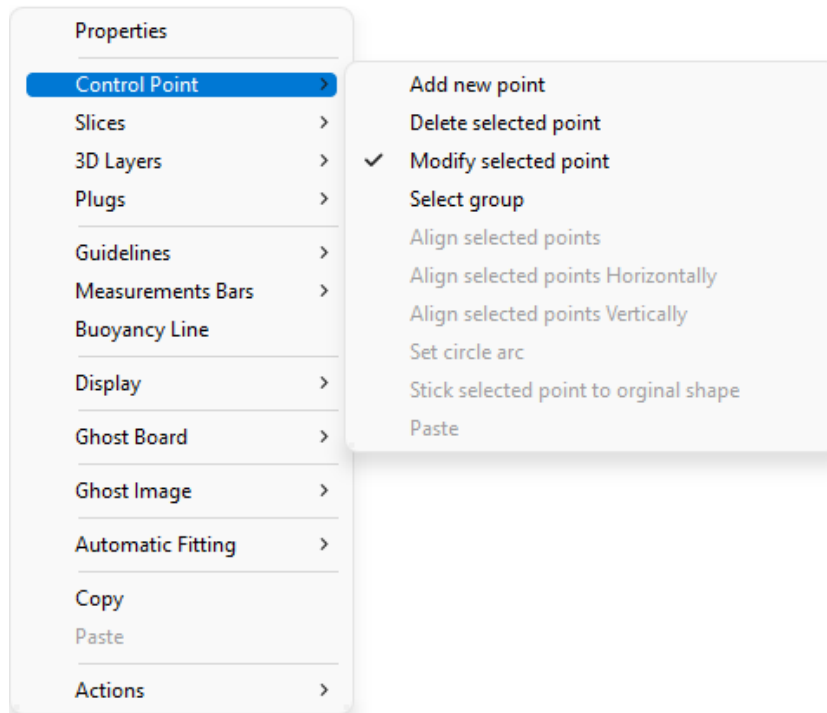 Properties
Control Point
Slices
3D Layers
Plugs
Guidelines
Measurements Bars
Buoyancy Line
Display
Ghost Board
Ghost Image
Automatic Fitting
Copy
Paste
Actions
Add new point
Delete selected point
Modify selected point
Select group
Align selected points
Align selected points Horizontally
Align selected points Vertically
Set circle arc
Stick selected point to orginal shape
Paste